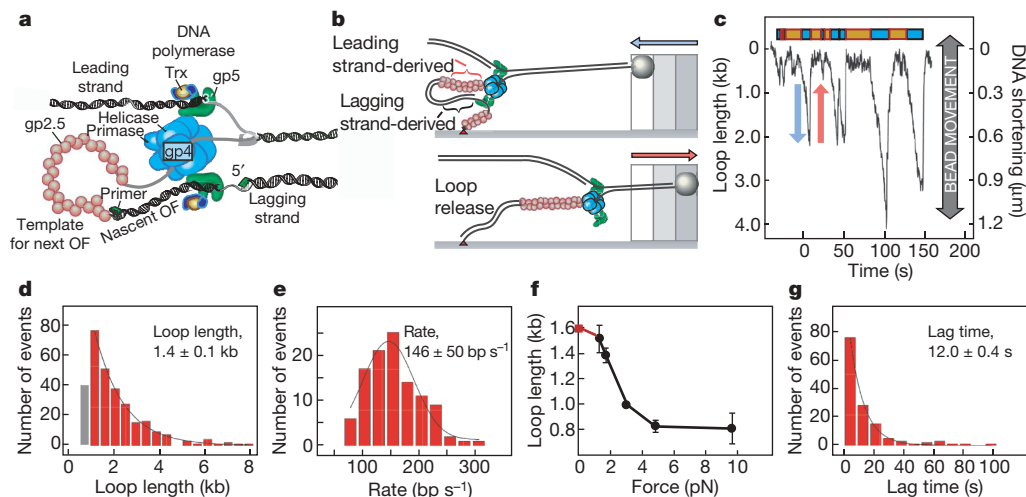 a
DNA
polymerase
Leading
strand
Trx
gp5
gp2.5
Helicase
Primase
gp4
Primer
5′
Nascent OF
Lagging
strand
Template
for next OF
b
Leading
strand-derived
Lagging
strand-derived
Loop
release
c
Loop length (kb)
0
1.0
2.0
3.0
4.0
0
0.3
0.6
0.9
1.2
BEAD MOVEMENT
DNA shortening (μm)
0 50 100 150 200
Time (s)
d
Number of events
80
60
40
20
0
Loop length,
1.4 ± 0.1 kb
0 2 4 6 8
Loop length (kb)
e
Number of events
30
20
10
0
Rate,
146 ± 50 bp s⁻¹
0 100 200 300
Rate (bp s⁻¹)
f
Loop length (kb)
1.6
1.4
1.2
1.0
0.8
0 2 4 6 8 10
Force (pN)
g
Number of events
80
60
40
20
0
Lag time,
12.0 ± 0.4 s
0 20 40 60 80 100
Lag time (s)